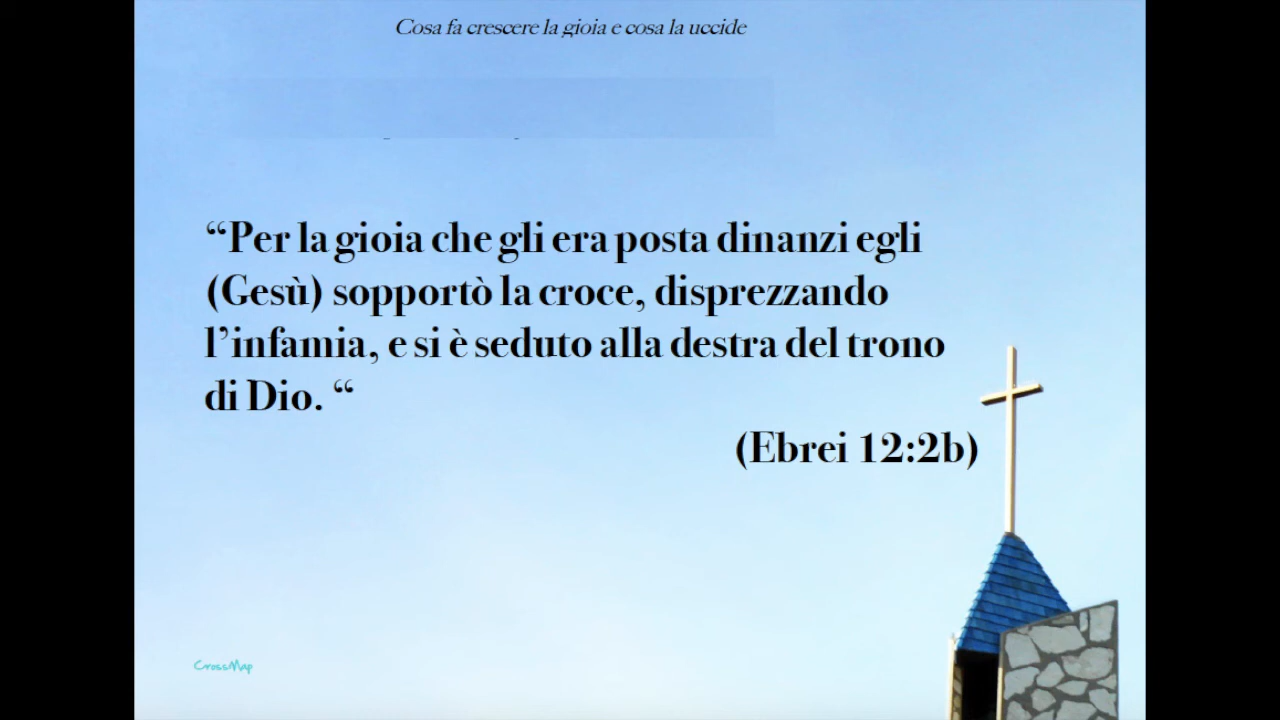 Cosa fa crescere la gioia e cosa la uccide
“Per la gioia che gli era posta dinanzi egli
(Gesù) sopportò la croce, disprezzando
l’infamia, e si è seduto alla destra del trono
di Dio. “
(Ebrei 12:2b)
CrossMap